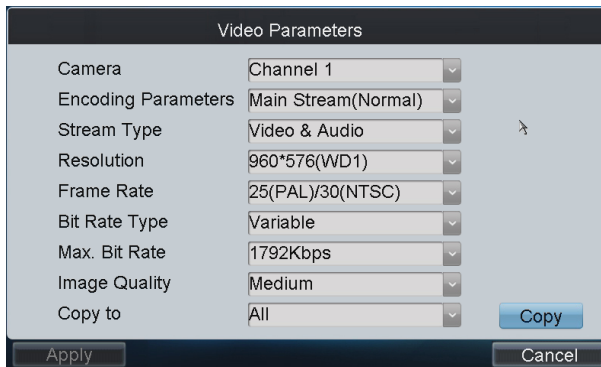 Video Parameters
Camera Channel 1
Encoding Parameters Main Stream(Normal)
Stream Type Video & Audio
Resolution 960*576(WD1)
Frame Rate 25(PAL)/30(NTSC)
Bit Rate Type Variable
Max. Bit Rate 1792Kbps
Image Quality Medium
Copy to All Copy
Apply Cancel